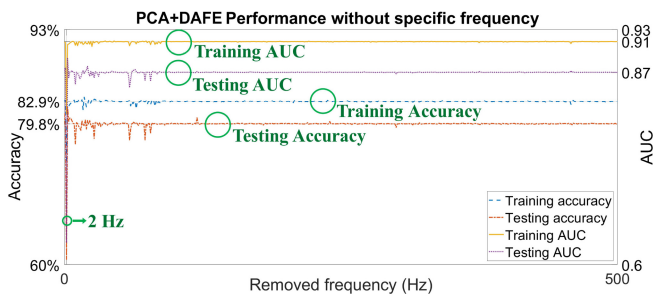 PCA+DAFE Performance without specific frequency
93%
82.9%
79.8%
60%
Accuracy
0.93
0.91
0.87
0.6
AUC
Training AUC
Testing AUC
Training Accuracy
Testing Accuracy
2 Hz
Training accuracy
Testing accuracy
Training AUC
Testing AUC
0
500
Removed frequency (Hz)